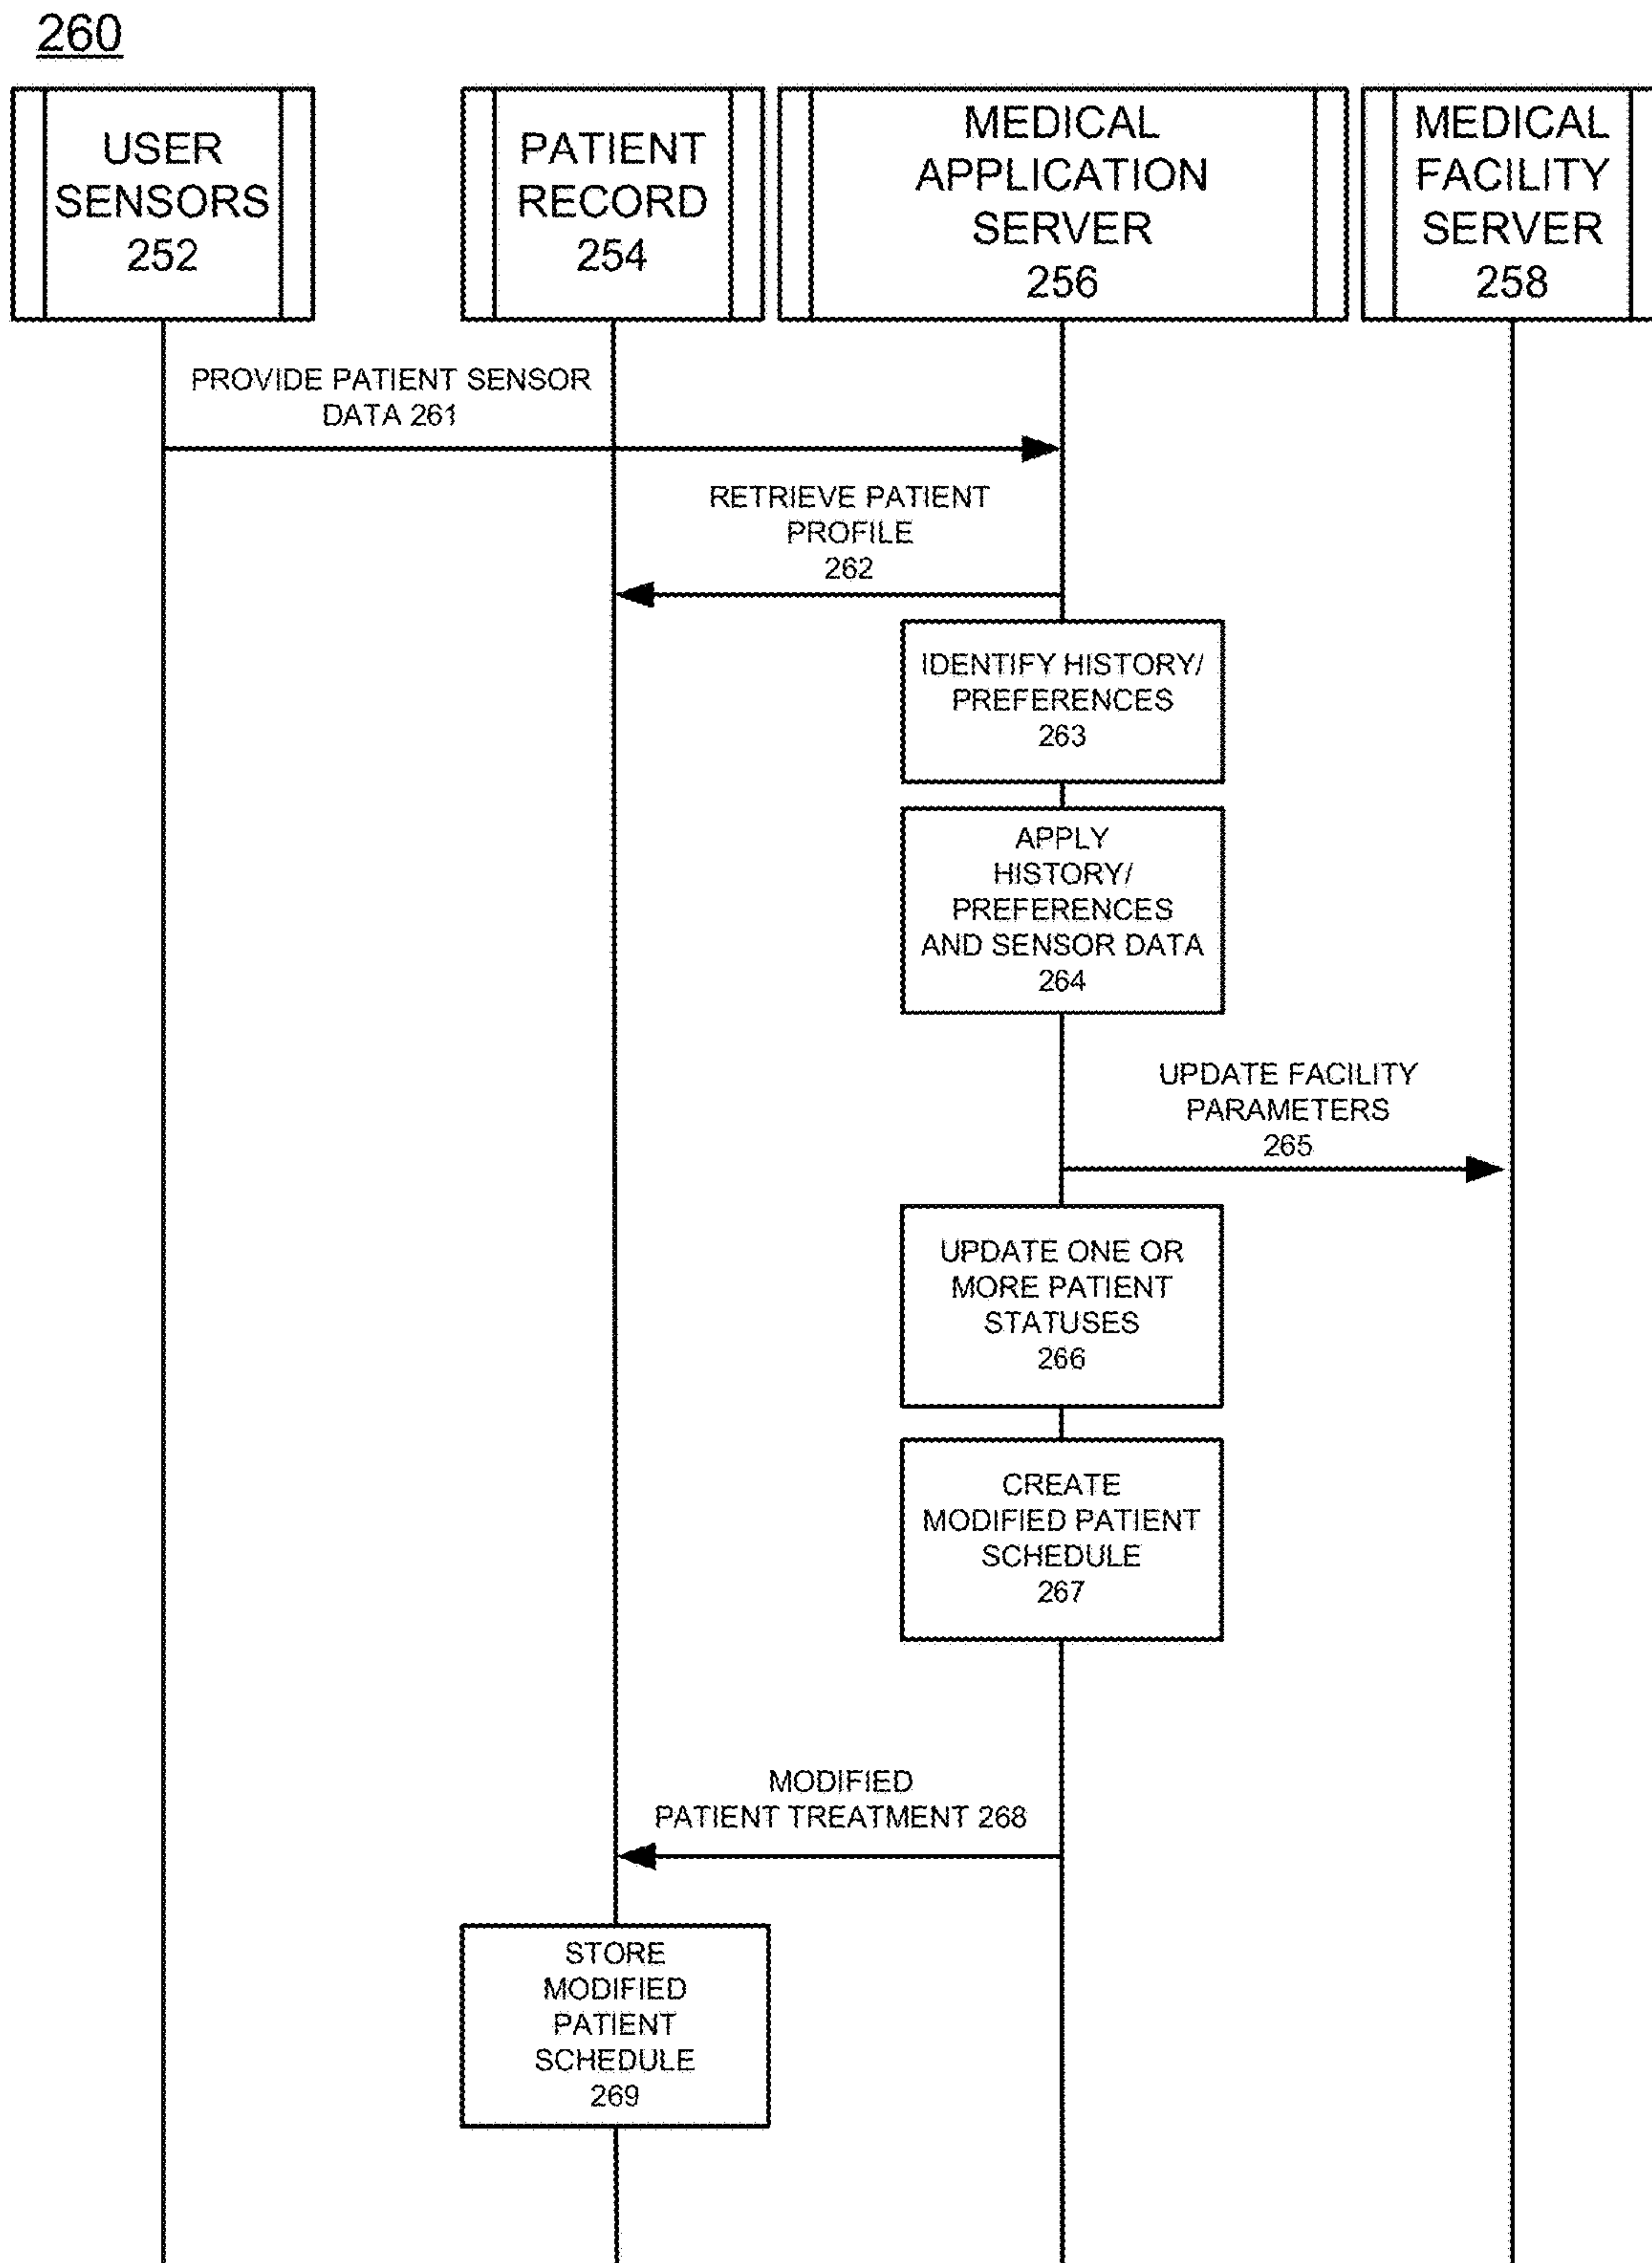 260
USER
SENSORS
252
PATIENT
RECORD
254
MEDICAL
APPLICATION
SERVER
256
MEDICAL
FACILITY
SERVER
258
PROVIDE PATIENT SENSOR
DATA 261
RETRIEVE PATIENT
PROFILE
262
IDENTIFY HISTORY/
PREFERENCES
263
APPLY
HISTORY/
PREFERENCES
AND SENSOR DATA
264
UPDATE FACILITY
PARAMETERS
265
UPDATE ONE OR
MORE PATIENT
STATUSES
266
CREATE
MODIFIED PATIENT
SCHEDULE
267
MODIFIED
PATIENT TREATMENT 268
STORE
MODIFIED
PATIENT
SCHEDULE
269